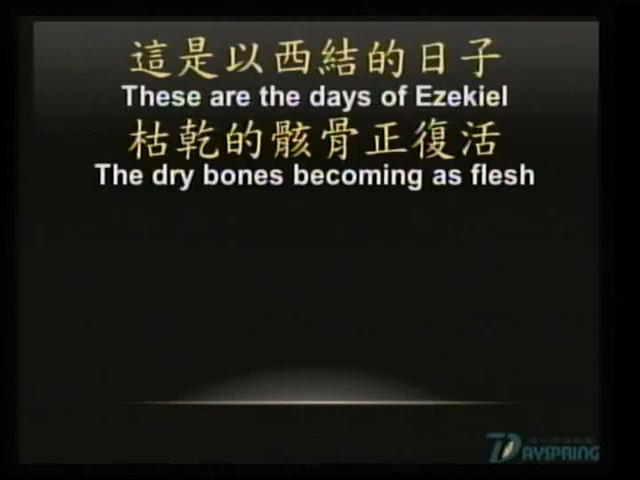 這是以西結的日子
These are the days of Ezekiel
枯乾的骸骨正復活
The dry bones becoming as flesh
DAYSPRING